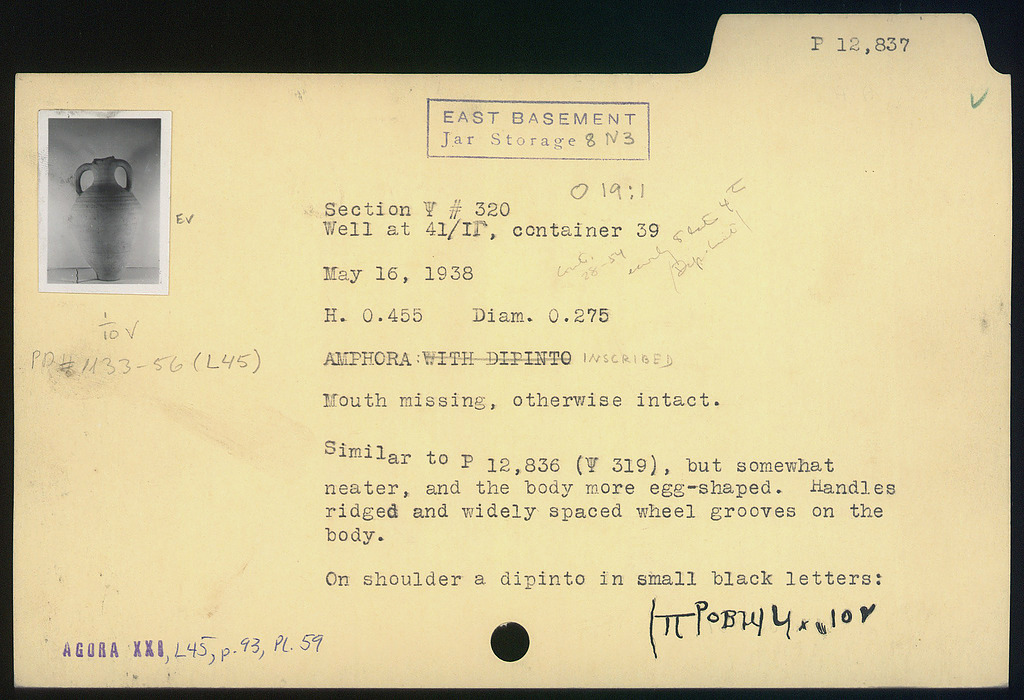 P 12,837
EAST BASEMENT
Jar Storage 8 N3
O 19:1
Section Ψ # 320
Well at 41/ΙΓ, container 39
EV
May 16, 1938
H. 0.455    Diam. 0.275
1/10 V
PD# 1133-56 (L45)
AMPHORA: WITH DIPINTO INSCRIBED
Mouth missing, otherwise intact.
Similar to P 12,836 (Ψ 319), but somewhat
neater, and the body more egg-shaped.  Handles
ridged and widely spaced wheel grooves on the
body.
On shoulder a dipinto in small black letters:
AGORA XXI, L45, p. 93, Pl. 59